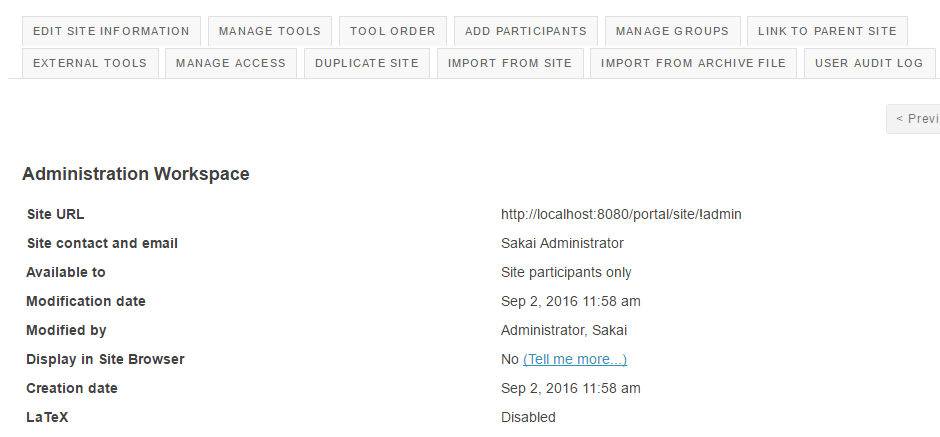 EDIT SITE INFORMATION MANAGE TOOLS TOOL ORDER ADD PARTICIPANTS MANAGE GROUPS LINK TO PARENT SITE
EXTERNAL TOOLS MANAGE ACCESS DUPLICATE SITE IMPORT FROM SITE IMPORT FROM ARCHIVE FILE USER AUDIT LOG
< Previ
Administration Workspace
Site URL http://localhost:8080/portal/site/!admin
Site contact and email Sakai Administrator
Available to Site participants only
Modification date Sep 2, 2016 11:58 am
Modified by Administrator, Sakai
Display in Site Browser No (Tell me more...)
Creation date Sep 2, 2016 11:58 am
LaTeX Disabled